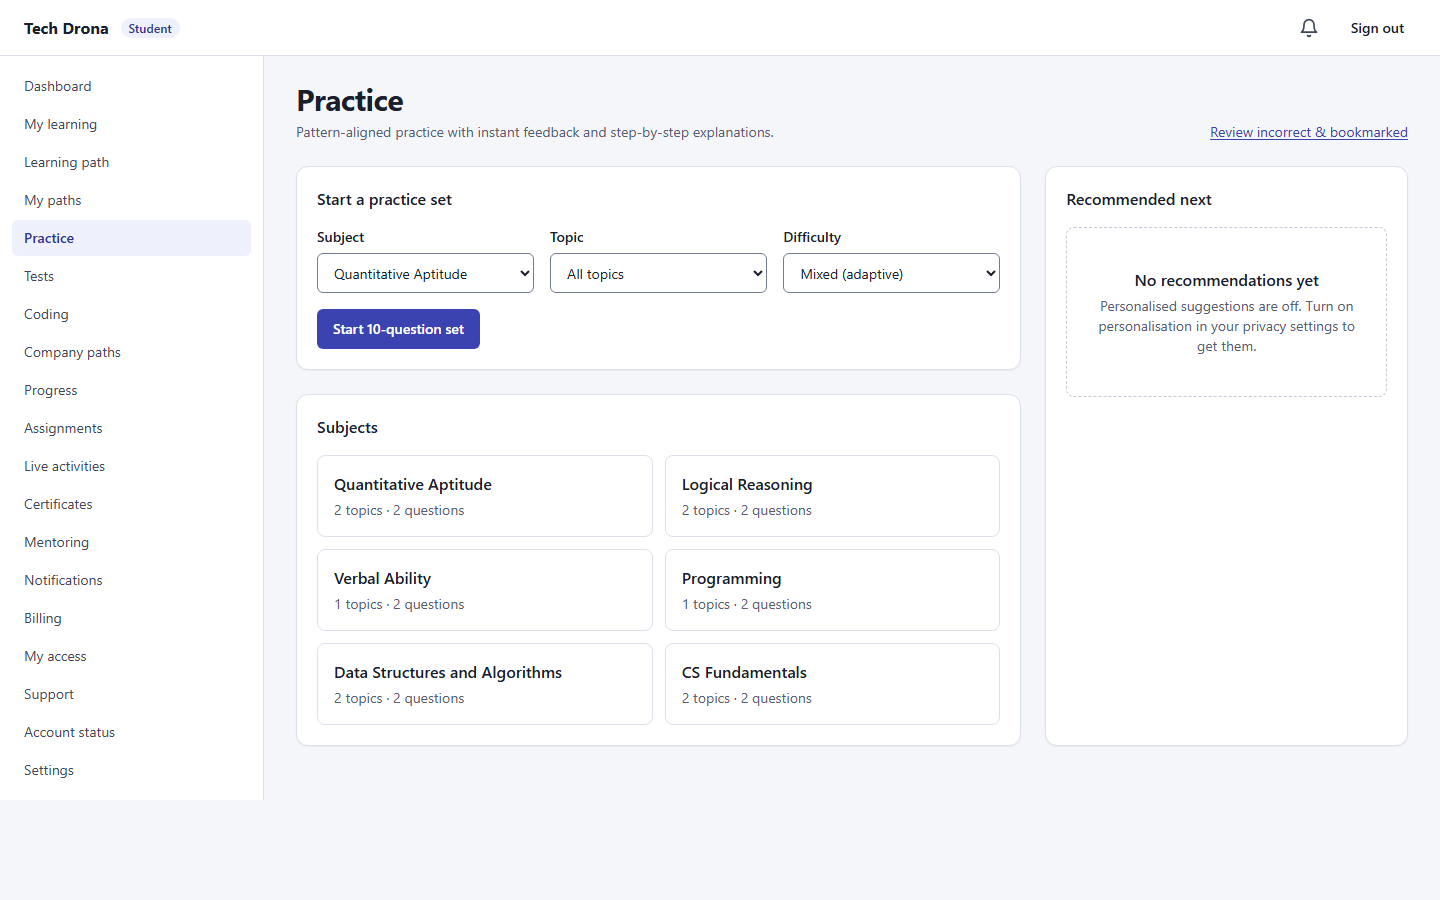 Tech Drona
Student
Sign out
Dashboard
My learning
Learning path
My paths
Practice
Tests
Coding
Company paths
Progress
Assignments
Live activities
Certificates
Mentoring
Notifications
Billing
My access
Support
Account status
Settings
Practice
Pattern-aligned practice with instant feedback and step-by-step explanations.
Review incorrect & bookmarked
Start a practice set
Subject
Topic
Difficulty
Quantitative Aptitude
All topics
Mixed (adaptive)
Start 10-question set
Subjects
Quantitative Aptitude
2 topics · 2 questions
Logical Reasoning
2 topics · 2 questions
Verbal Ability
1 topics · 2 questions
Programming
1 topics · 2 questions
Data Structures and Algorithms
2 topics · 2 questions
CS Fundamentals
2 topics · 2 questions
Recommended next
No recommendations yet
Personalised suggestions are off. Turn on
personalisation in your privacy settings to
get them.